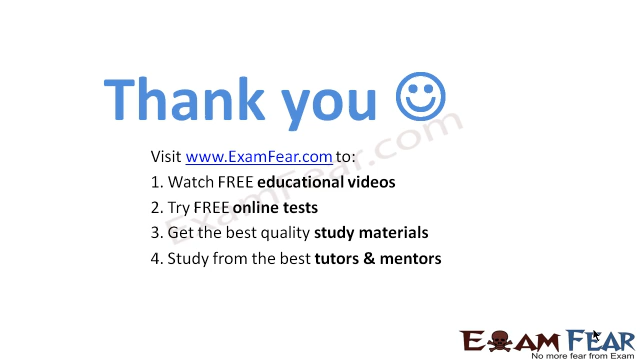 Thank you
Visit www.ExamFear.com to:
1. Watch FREE educational videos
2. Try FREE online tests
3. Get the best quality study materials
4. Study from the best tutors & mentors
ExamFear.com
EXAM FEAR
No more fear from Exam